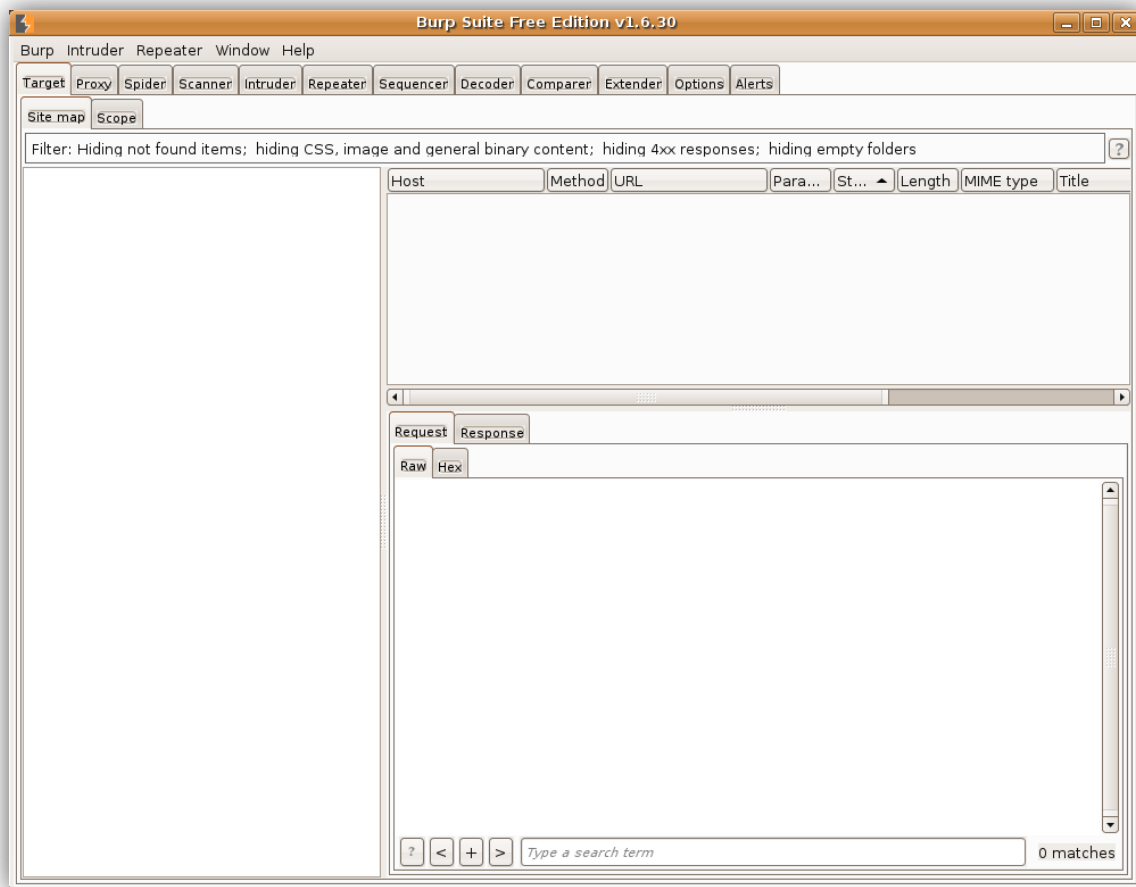 Burp Suite Free Edition v1.6.30
Burp Intruder Repeater Window Help
Target Proxy Spider Scanner Intruder Repeater Sequencer Decoder Comparer Extender Options Alerts
Site map Scope
Filter: Hiding not found items; hiding CSS, image and general binary content; hiding 4xx responses; hiding empty folders ?
Host Method URL Para... St... Length MIME type Title
Request Response
Raw Hex
? < + > Type a search term 0 matches